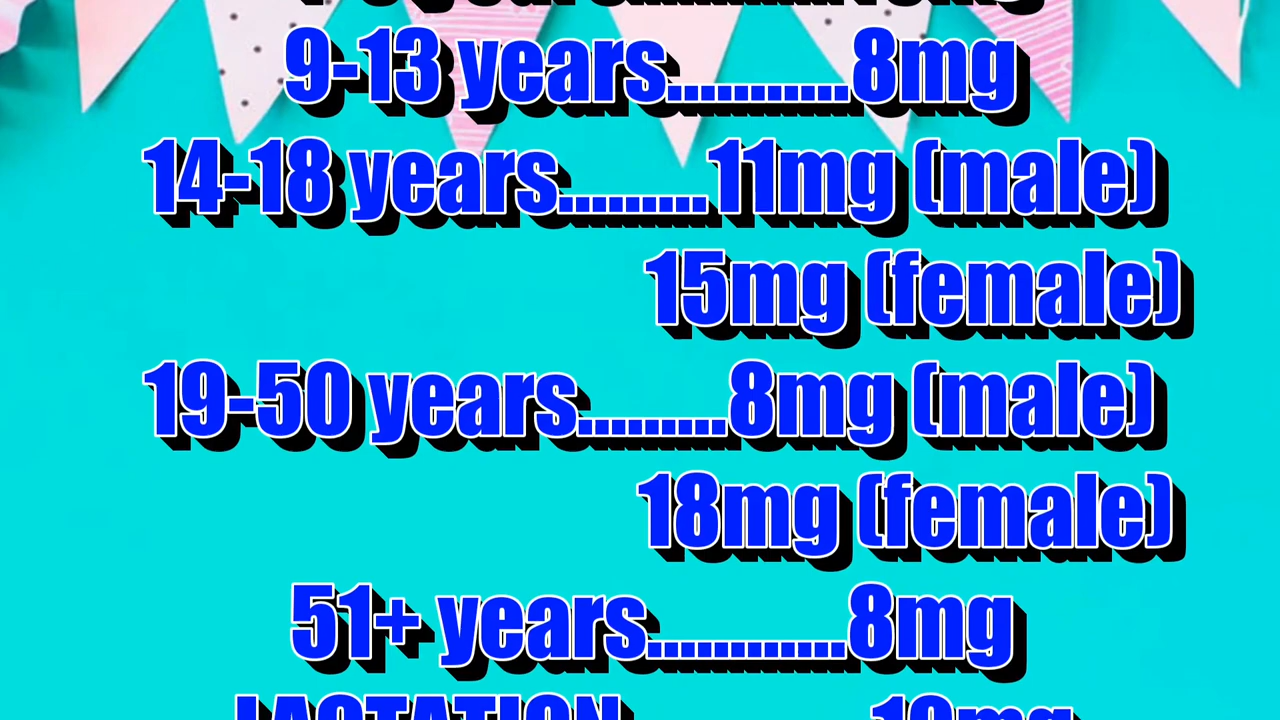 9-13 years...........8mg
14-18 years.........11mg (male)
15mg (female)
19-50 years.........8mg (male)
18mg (female)
51+ years............8mg
LACTATION